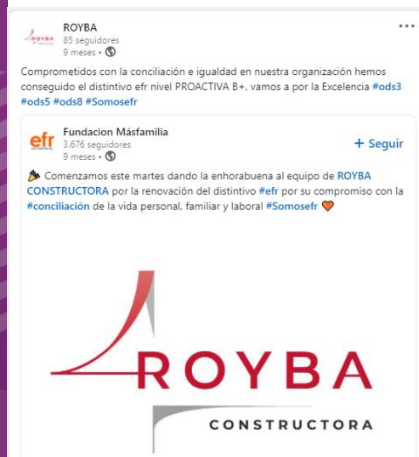 ROYBA
85 seguidores
9 meses •
Comprometidos con la conciliación e igualdad en nuestra organización hemos
conseguido el distintivo efr nivel PROACTIVA B+, vamos a por la Excelencia #ods3
#ods5 #ods8 #Somosefr
efr
Fundacion Másfamilia
3.676 seguidores
9 meses •
+ Seguir
Comenzamos este martes dando la enhorabuena al equipo de ROYBA
CONSTRUCTORA por la renovación del distintivo #efr por su compromiso con la
#conciliación de la vida personal, familiar y laboral #Somosefr
ROYBA
CONSTRUCTORA